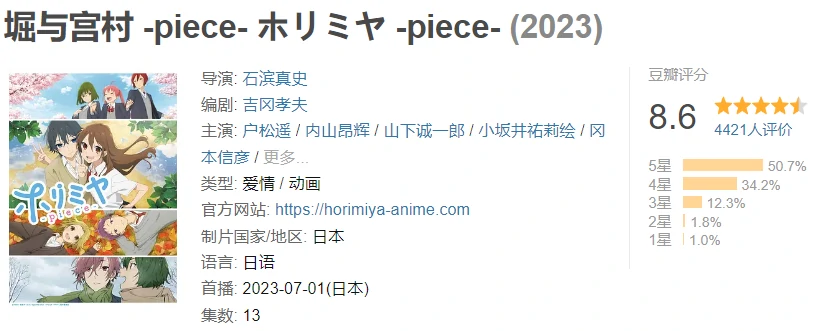 堀与宫村 -piece- ホリミヤ -piece- (2023)
ホリミヤ
-piece-
导演: 石滨真史
编剧: 吉冈孝夫
主演: 户松遥 / 内山昂辉 / 山下诚一郎 / 小坂井祐莉绘 / 冈
本信彦 / 更多...
类型: 爱情 / 动画
官方网站: https://horimiya-anime.com
制片国家/地区: 日本
语言: 日语
首播: 2023-07-01(日本)
集数: 13
豆瓣评分
8.6
4421人评价
5星 50.7%
4星 34.2%
3星 12.3%
2星 1.8%
1星 1.0%